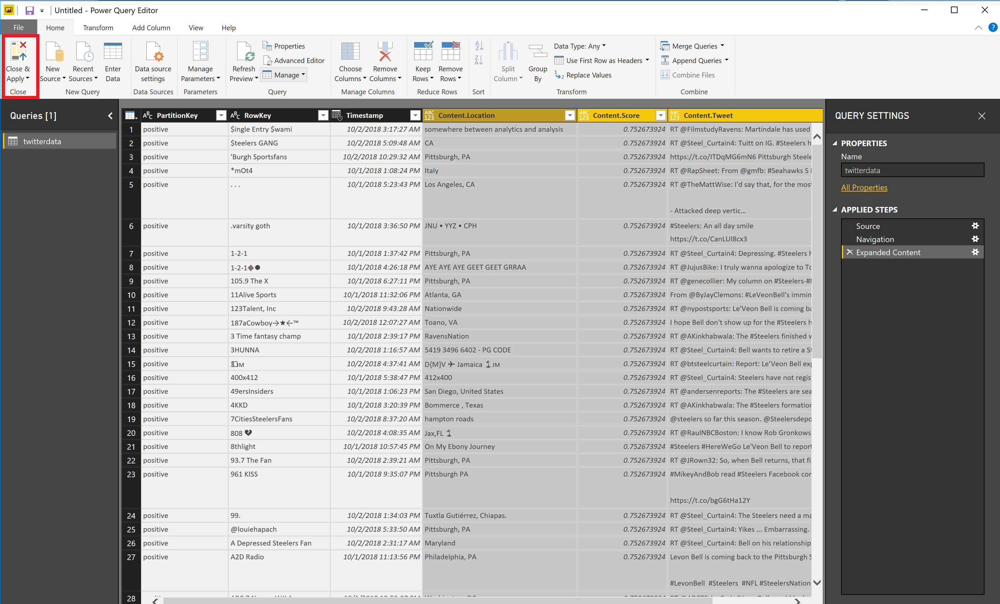 Untitled - Power Query Editor
File Home Transform Add Column View Help
Close & Apply
Close
New Source
Recent Sources
Enter Data
New Query
Data source settings
Data Sources
Manage Parameters
Parameters
Refresh Preview
Properties
Advanced Editor
Manage
Query
Choose Columns
Remove Columns
Manage Columns
Keep Rows
Remove Rows
Reduce Rows
Sort
Split Column
Group By
Data Type: Any
Use First Row as Headers
Replace Values
Transform
Merge Queries
Append Queries
Combine Files
Combine
Queries [1]
twitterdata
PartitionKey RowKey Timestamp Content.Location Content.Score Content.Tweet
1 positive $ingle Entry $wami 10/2/2018 3:17:27 AM somewhere between analytics and analysis 0.752673924 RT @FilmstudyRavens: Martindale has used
2 positive $teelers GANG 10/2/2018 5:09:48 AM CA 0.752673924 RT @Steel_Curtain4: Tuitt on IG. #Steelers h
3 positive 'Burgh Sportsfans 10/2/2018 10:29:32 AM Pittsburgh, PA 0.752673924 https://t.co/ITDqMG6mN6 Pittsburgh Steele
4 positive *mOt4 10/1/2018 1:08:24 PM Italy 0.752673924 RT @RapSheet: From @gmfb: #Seahawks S
5 positive . . . 10/1/2018 5:23:43 PM Los Angeles, CA 0.752673924 RT @TheMattWise: I'd say that, for the most
- Attacked deep vertic...
6 positive .varsity goth 10/1/2018 3:36:50 PM JNU • YYZ • CPH 0.752673924 #Steelers: An all day smile
https://t.co/CanLUl8cx3
7 positive 1-2-1 10/1/2018 1:37:42 PM Pittsburgh, PA 0.752673924 RT @Steel_Curtain4: Depressing. #Steelers h
8 positive 1-2-1 10/1/2018 4:26:18 PM AYE AYE AYE GEET GEET GRRAA 0.752673924 RT @JujusBike: I truly wanna apologize to To
9 positive 105.9 The X 10/1/2018 6:27:11 PM Pittsburgh, PA 0.752673924 RT @genecollier: My column on #Steelers-#
10 positive 11Alive Sports 10/1/2018 11:32:06 PM Atlanta, GA 0.752673924 From @ByJayClemons: #LeVeonBell's immin
11 positive 123Talent, Inc 10/2/2018 9:43:28 AM Nationwide 0.752673924 RT @nypostsports: Le'Veon Bell is coming ba
12 positive 187aCowboy→★←™ 10/2/2018 12:07:27 AM Toano, VA 0.752673924 I hope Bell don't show up for the #Steelers h
13 positive 3 Time fantasy champ 10/1/2018 2:39:17 PM RavensNation 0.752673924 RT @AKinkhabwala: The #Steelers finished w
14 positive 3HUNNA 10/2/2018 1:16:57 AM 5419 3496 6402 - PG CODE 0.752673924 RT @Steel_Curtain4: Bell wants to retire a St
15 positive 3 JM 10/2/2018 4:37:41 AM D{M}V ✈ Jamaica 🏝JM 0.752673924 RT @btsteelcurtain: Report: Le’Veon Bell exp
16 positive 400x412 10/1/2018 5:38:47 PM 412x400 0.752673924 RT @Steel_Curtain4: Steelers have not regis
17 positive 49ersInsiders 10/1/2018 1:06:23 PM San Diego, United States 0.752673924 RT @andersenreports: The #Steelers are sea
18 positive 4KKD 10/1/2018 3:20:39 PM Bommerce , Texas 0.752673924 RT @AKinkhabwala: The #Steelers formation
19 positive 7CitiesSteelersFans 10/2/2018 8:37:20 AM hampton roads 0.752673924 @steelers so far this season. @Steelersdepo
20 positive 808 💔 10/2/2018 4:08:35 AM Jax,FL 🏝 0.752673924 RT @RaulNBCBoston: I know Rob Gronkows
21 positive 8thlight 10/1/2018 10:57:45 PM On My Ebony Journey 0.752673924 #Steelers #HereWeGo Le'Veon Bell to report
22 positive 93.7 The Fan 10/2/2018 2:39:21 AM Pittsburgh, PA 0.752673924 RT @JRown32: So, when Bell returns, that fi
23 positive 961 KISS 10/1/2018 9:35:07 PM Pittsburgh PA 0.752673924 #MikeyAndBob read #Steelers Facebook con
https://t.co/bgG6tHa12Y
24 positive 99. 10/2/2018 1:34:03 PM Tuxtla Gutiérrez, Chiapas. 0.752673924 RT @Steel_Curtain4: The Steelers need a ma
25 positive @louiehapach 10/2/2018 5:33:50 AM Pittsburgh, PA 0.752673924 RT @Steel_Curtain4: Yikes ... Embarrassing.
26 positive A Depressed Steelers Fan 10/2/2018 2:31:17 AM Maryland 0.752673924 RT @Steel_Curtain4: Bell on his relationship
27 positive A2D Radio 10/1/2018 11:13:56 PM Philadelphia, PA 0.752673924 Levon Bell is coming back to the Pittsburgh S
#LevonBell #Steelers #NFL #SteelersNation
28
QUERY SETTINGS
PROPERTIES
Name
twitterdata
All Properties
APPLIED STEPS
Source
Navigation
Expanded Content